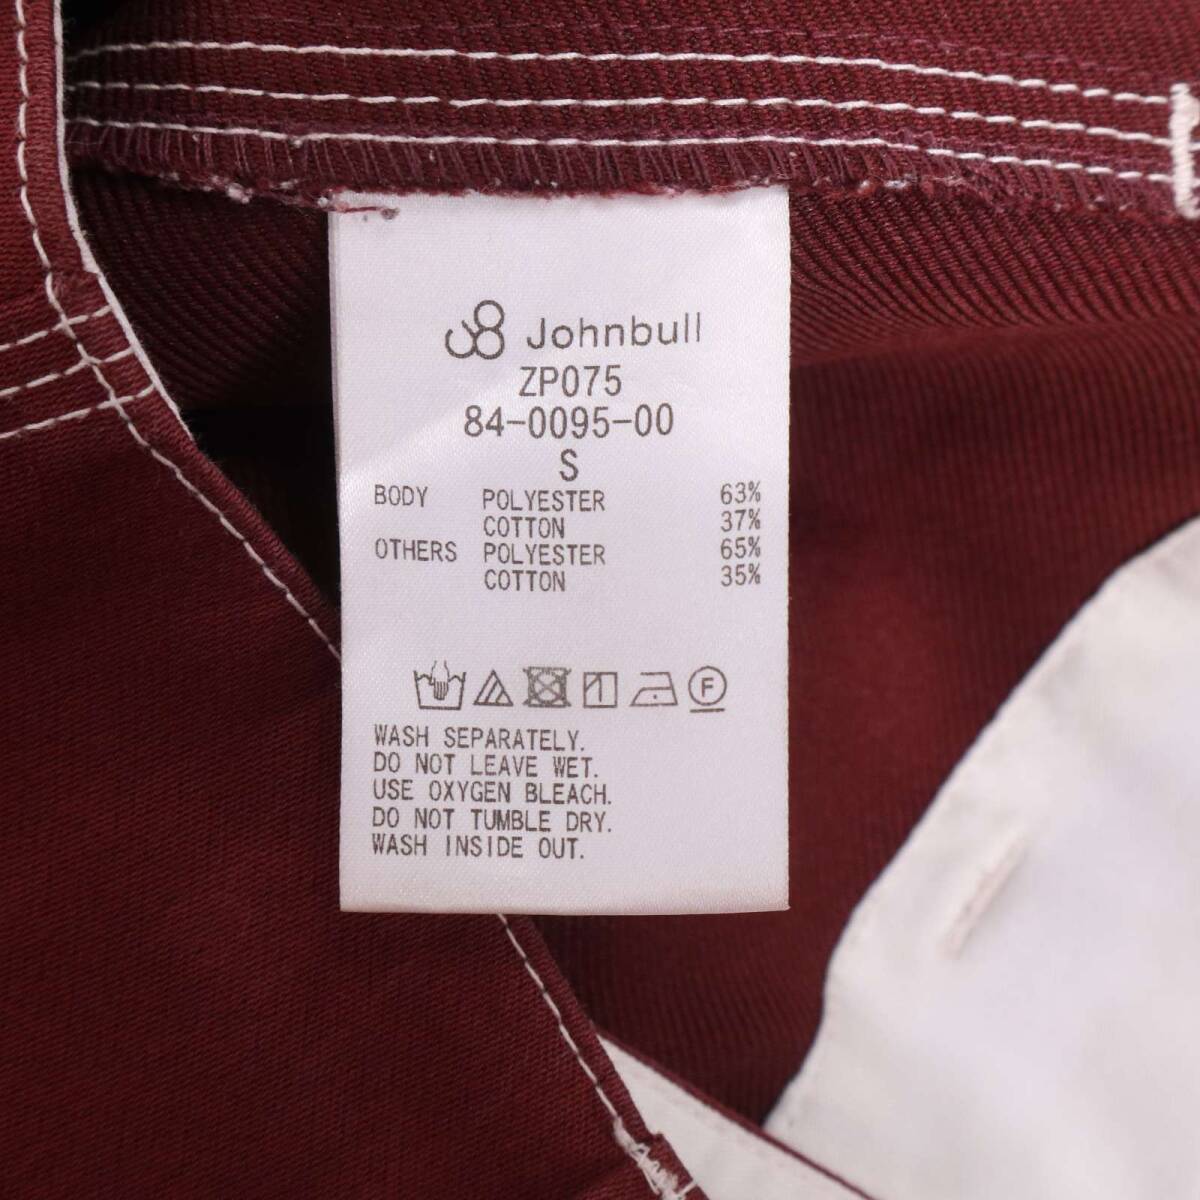 Johnbull
ZP075
84-0095-00
S
BODY POLYESTER 63%
COTTON 37%
OTHERS POLYESTER 65%
COTTON 35%
F
WASH SEPARATELY.
DO NOT LEAVE WET.
USE OXYGEN BLEACH.
DO NOT TUMBLE DRY.
WASH INSIDE OUT.